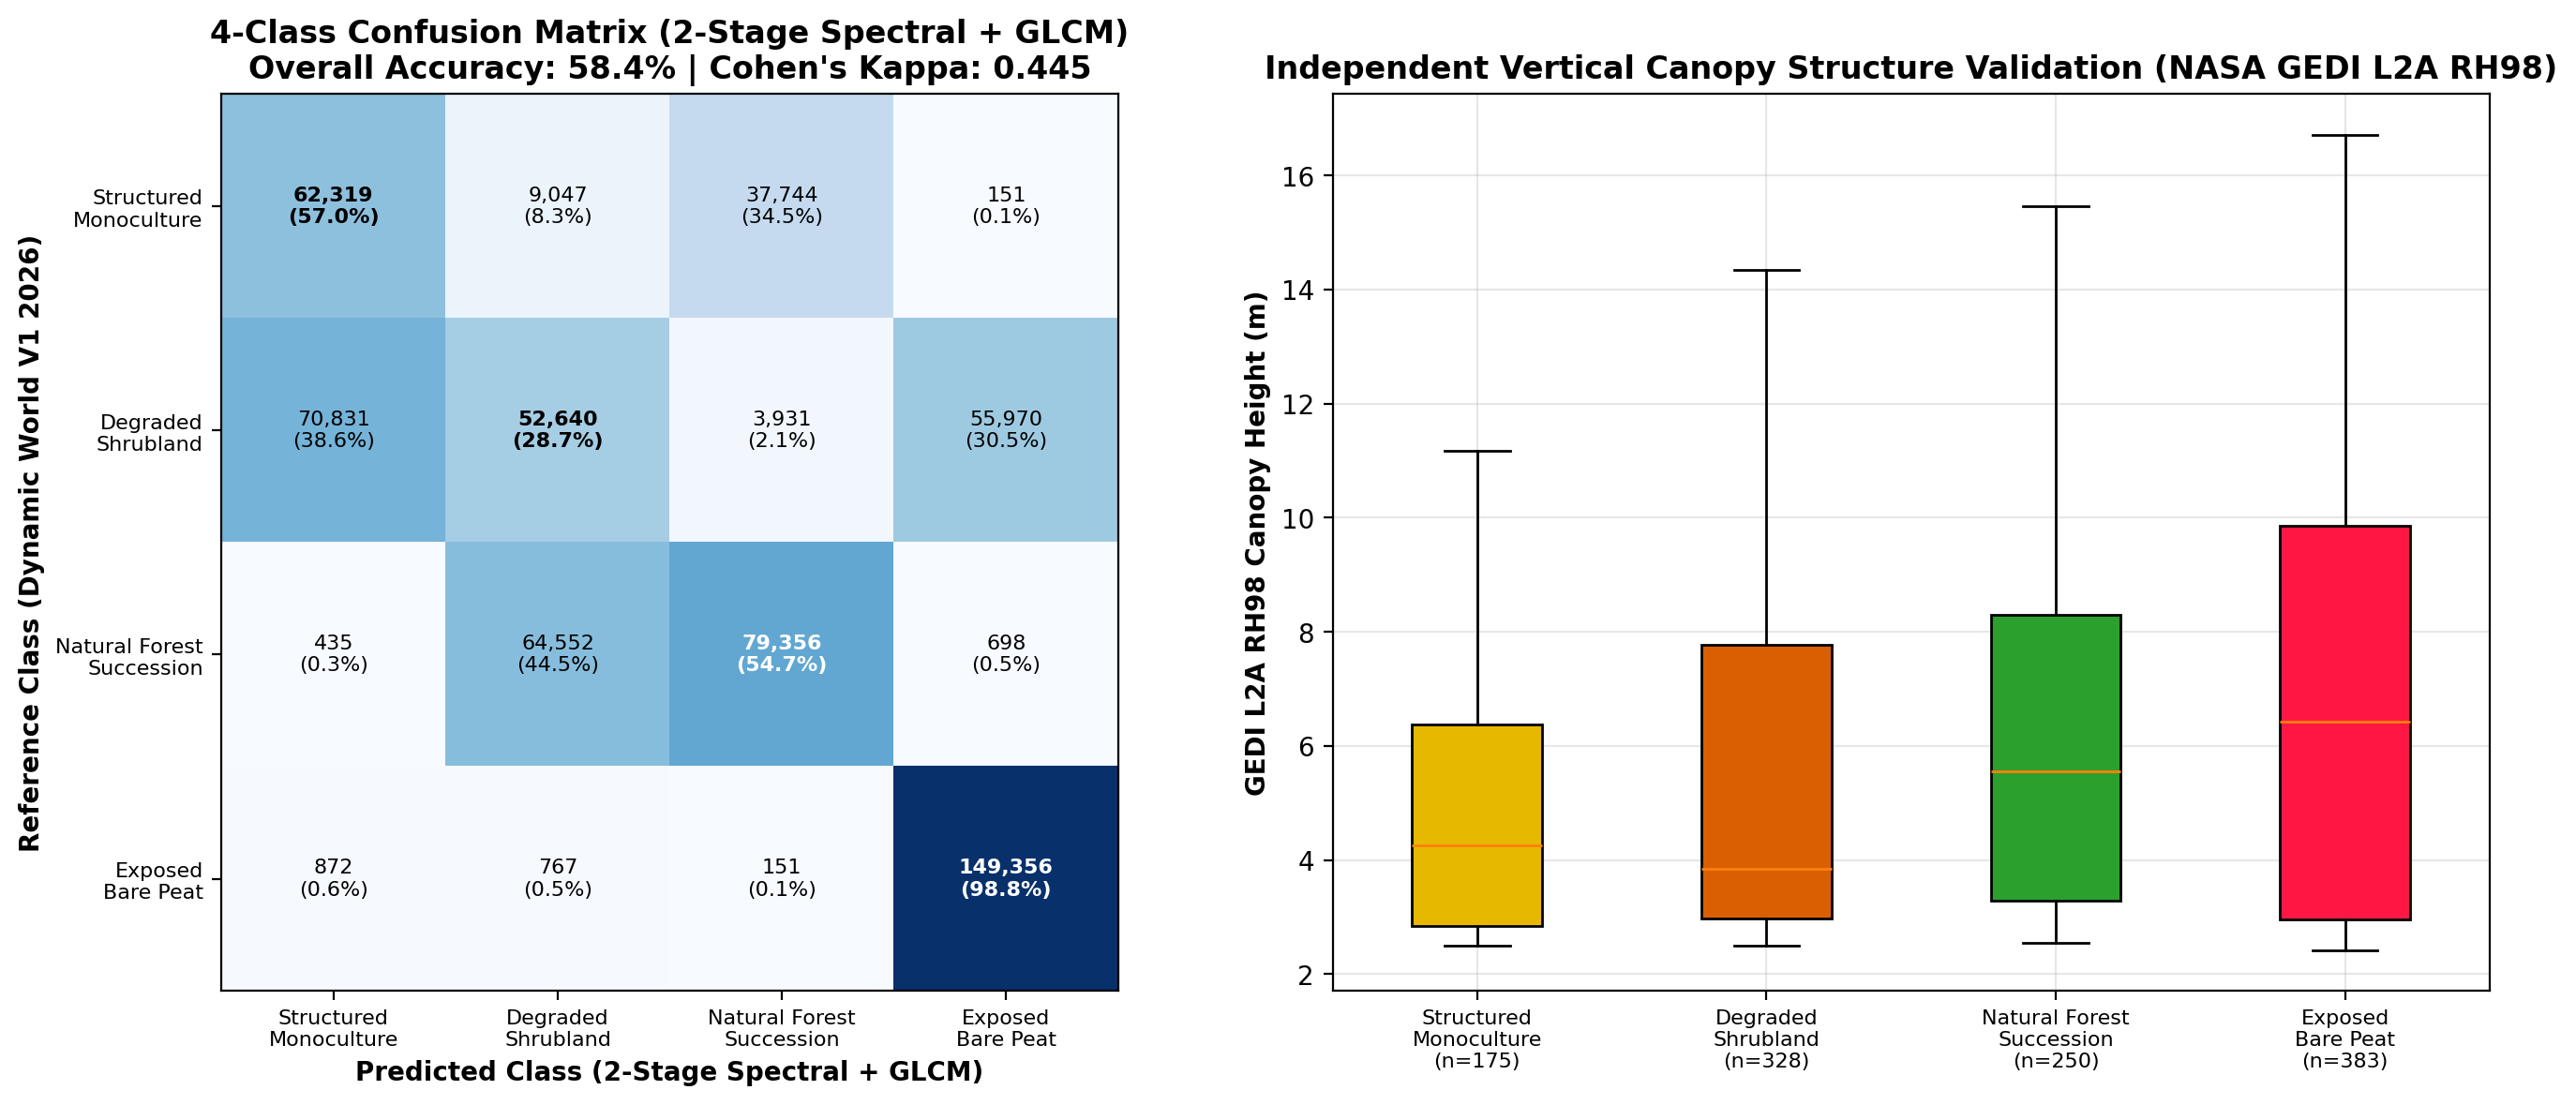 4-Class Confusion Matrix (2-Stage Spectral + GLCM)
Overall Accuracy: 58.4% | Cohen's Kappa: 0.445
Reference Class (Dynamic World V1 2026)
Structured
Monoculture
62,319
(57.0%)
9,047
(8.3%)
37,744
(34.5%)
151
(0.1%)
Degraded
Shrubland
70,831
(38.6%)
52,640
(28.7%)
3,931
(2.1%)
55,970
(30.5%)
Natural Forest
Succession
435
(0.3%)
64,552
(44.5%)
79,356
(54.7%)
698
(0.5%)
Exposed
Bare Peat
872
(0.6%)
767
(0.5%)
151
(0.1%)
149,356
(98.8%)
Structured
Monoculture
Degraded
Shrubland
Natural Forest
Succession
Exposed
Bare Peat
Predicted Class (2-Stage Spectral + GLCM)
Independent Vertical Canopy Structure Validation (NASA GEDI L2A RH98)
GEDI L2A RH98 Canopy Height (m)
16
14
12
10
8
6
4
2
Structured
Monoculture
(n=175)
Degraded
Shrubland
(n=328)
Natural Forest
Succession
(n=250)
Exposed
Bare Peat
(n=383)